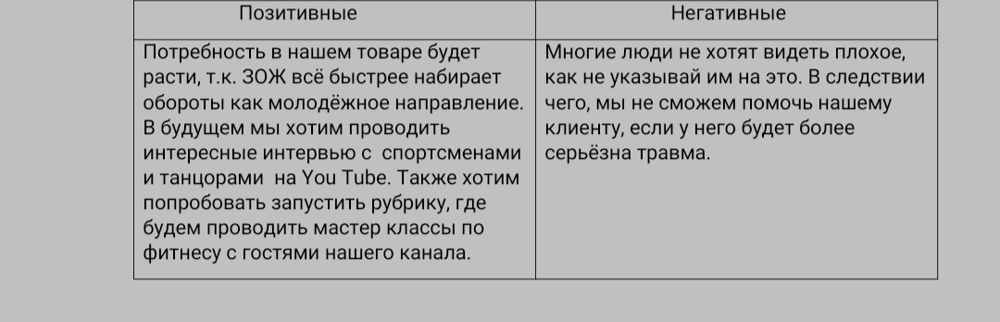 Позитивные
Негативные
Потребность в нашем товаре будет
расти, т.к. ЗОЖ всё быстрее набирает
обороты как молодёжное направление.
В будущем мы хотим проводить
интересные интервью с  спортсменами
и танцорами  на You Tube. Также хотим
попробовать запустить рубрику, где
будем проводить мастер классы по
фитнесу с гостями нашего канала.
Многие люди не хотят видеть плохое,
как не указывай им на это. В следствии
чего, мы не сможем помочь нашему
клиенту, если у него будет более
серьёзна травма.